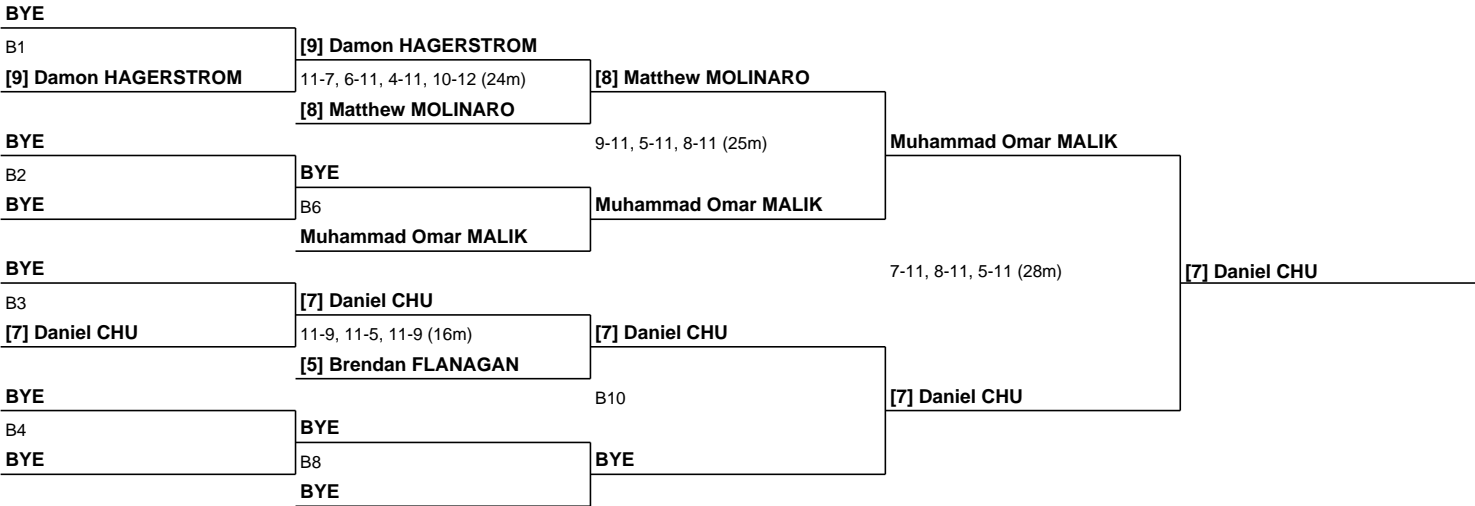 BYE
B1
[9] Damon HAGERSTROM
[9] Damon HAGERSTROM
11-7, 6-11, 4-11, 10-12 (24m)
[8] Matthew MOLINARO
[8] Matthew MOLINARO
BYE
9-11, 5-11, 8-11 (25m)
Muhammad Omar MALIK
B2
BYE
BYE
B6
Muhammad Omar MALIK
Muhammad Omar MALIK
BYE
7-11, 8-11, 5-11 (28m)
[7] Daniel CHU
B3
[7] Daniel CHU
[7] Daniel CHU
11-9, 11-5, 11-9 (16m)
[7] Daniel CHU
[5] Brendan FLANAGAN
BYE
B10
[7] Daniel CHU
B4
BYE
BYE
B8
BYE
BYE